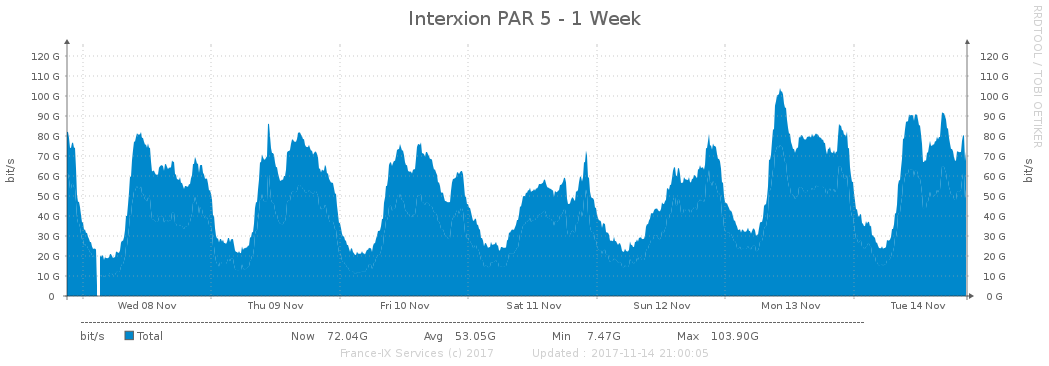 Interxion PAR 5 - 1 Week
RRDTOOL / TOBI OETIKER
bit/s
120 G 120 G
110 G 110 G
100 G 100 G
90 G 90 G
80 G 80 G
70 G 70 G
60 G 60 G
50 G 50 G
40 G 40 G
30 G 30 G
20 G 20 G
10 G 10 G
0 0 G
bit/s
Wed 08 Nov Thu 09 Nov Fri 10 Nov Sat 11 Nov Sun 12 Nov Mon 13 Nov Tue 14 Nov
bit/s Total Now 72.04G Avg 53.05G Min 7.47G Max 103.90G
France-IX Services (c) 2017 Updated : 2017-11-14 21:00:05